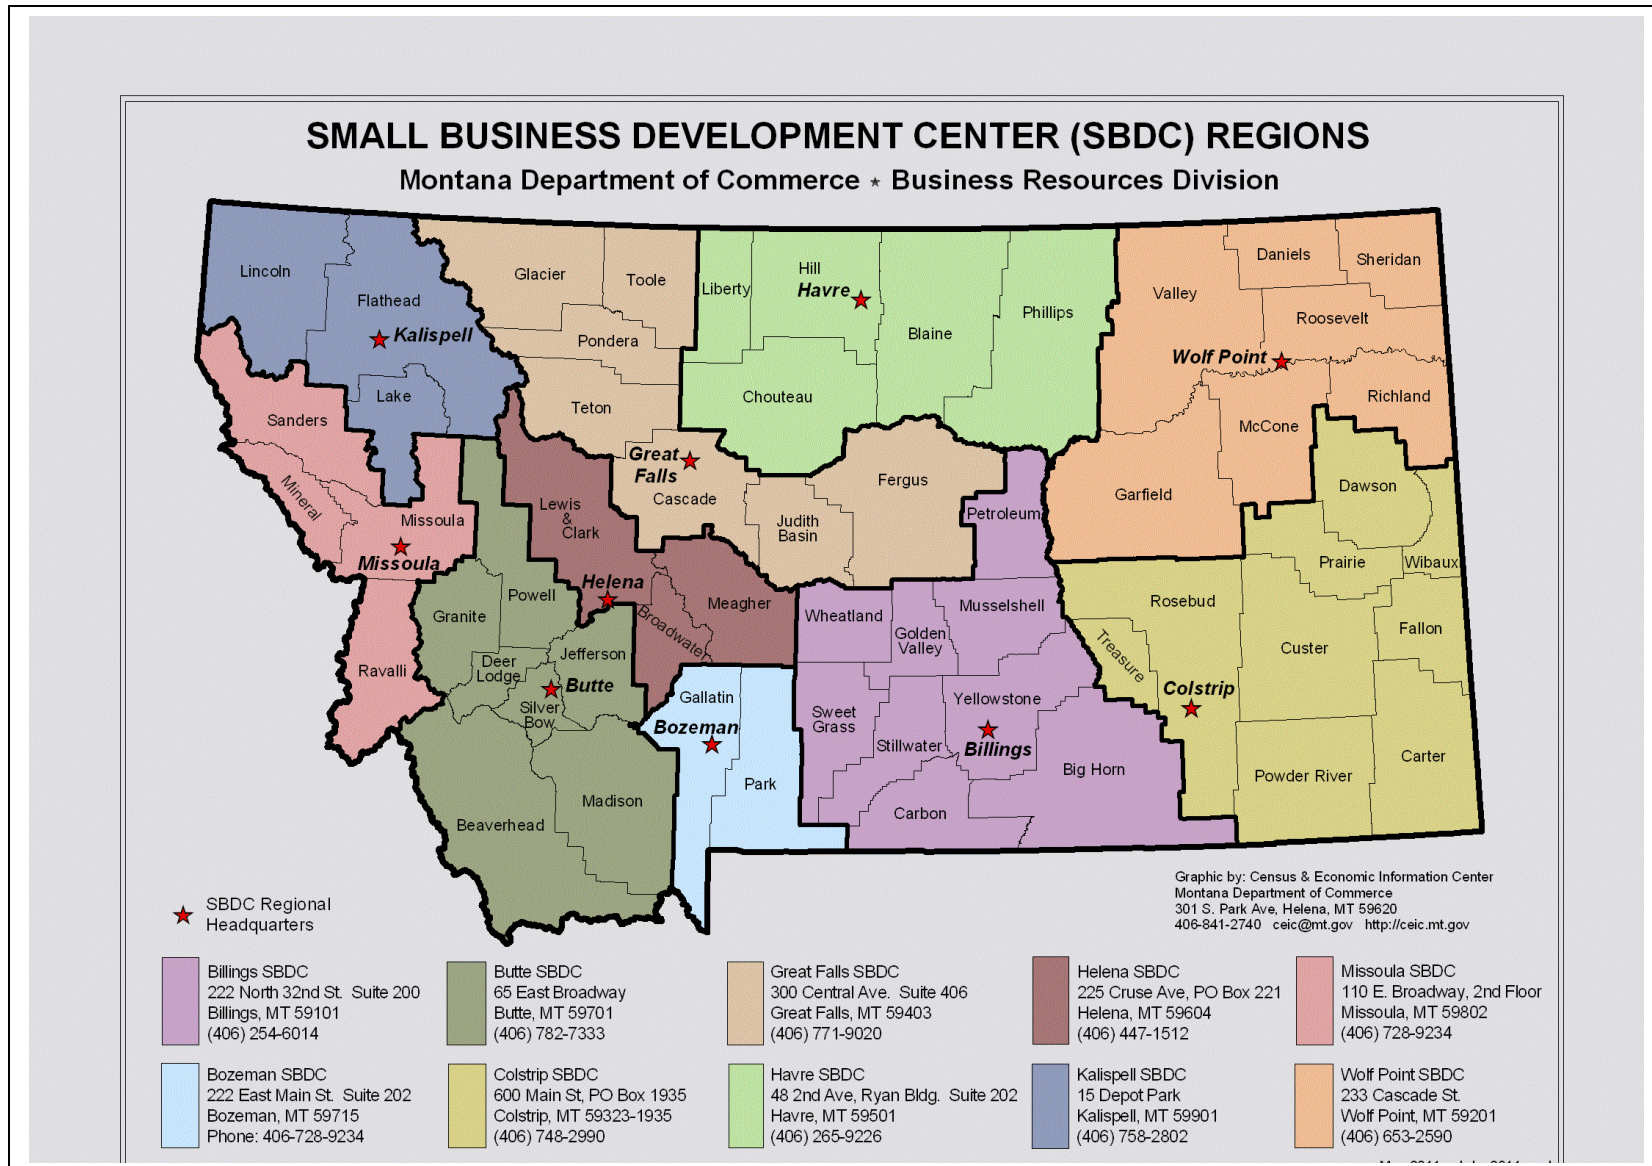 SMALL BUSINESS DEVELOPMENT CENTER (SBDC) REGIONS
Montana Department of Commerce ★ Business Resources Division
Lincoln
Flathead
Kalispell
Lake
Glacier
Toole
Pondera
Teton
Liberty
Hill
Havre
Blaine
Phillips
Chouteau
Valley
Daniels
Sheridan
Roosevelt
Wolf Point
Richland
McCone
Garfield
Sanders
Mineral
Missoula
Missoula
Ravalli
Great
Falls
Cascade
Judith
Basin
Fergus
Petroleum
Lewis
&
Clark
Helena
Broadwater
Meagher
Powell
Granite
Deer
Lodge
Jefferson
Butte
Silver
Bow
Beaverhead
Madison
Gallatin
Bozeman
Park
Wheatland
Golden
Valley
Musselshell
Sweet
Grass
Stillwater
Yellowstone
Billings
Carbon
Big Horn
Dawson
Prairie
Wibaux
Rosebud
Treasure
Colstrip
Custer
Fallon
Powder River
Carter
Graphic by: Census & Economic Information Center
Montana Department of Commerce
301 S. Park Ave, Helena, MT 59620
406-841-2740 ceic@mt.gov http://ceic.mt.gov
SBDC Regional
Headquarters
Billings SBDC
222 North 32nd St. Suite 200
Billings, MT 59101
(406) 254-6014
Butte SBDC
65 East Broadway
Butte, MT 59701
(406) 782-7333
Great Falls SBDC
300 Central Ave. Suite 406
Great Falls, MT 59403
(406) 771-9020
Helena SBDC
225 Cruse Ave, PO Box 221
Helena, MT 59604
(406) 447-1512
Missoula SBDC
110 E. Broadway, 2nd Floor
Missoula, MT 59802
(406) 728-9234
Bozeman SBDC
222 East Main St. Suite 202
Bozeman, MT 59715
Phone: 406-728-9234
Colstrip SBDC
600 Main St, PO Box 1935
Colstrip, MT 59323-1935
(406) 748-2990
Havre SBDC
48 2nd Ave, Ryan Bldg. Suite 202
Havre, MT 59501
(406) 265-9226
Kalispell SBDC
15 Depot Park
Kalispell, MT 59901
(406) 758-2802
Wolf Point SBDC
233 Cascade St.
Wolf Point, MT 59201
(406) 653-2590